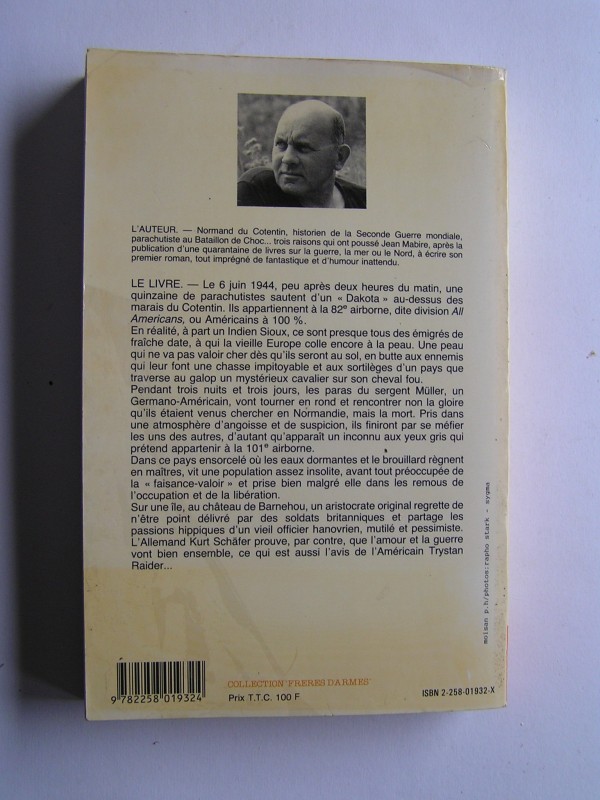 L'AUTEUR. — Normand du Cotentin, historien de la Seconde Guerre mondiale,
parachutiste au Bataillon de Choc... trois raisons qui ont poussé Jean Mabire, après la
publication d'une quarantaine de livres sur la guerre, la mer ou le Nord, à écrire son
premier roman, tout imprégné de fantastique et d'humour inattendu.
LE LIVRE. — Le 6 juin 1944, peu après deux heures du matin, une
quinzaine de parachutistes sautent d'un « Dakota » au-dessus des
marais du Cotentin. Ils appartiennent à la 82e airborne, dite division All
Americans, ou Américains à 100 %.
En réalité, à part un Indien Sioux, ce sont presque tous des émigrés de
fraîche date, à qui la vieille Europe colle encore à la peau. Une peau
qui ne va pas valoir cher dès qu'ils seront au sol, en butte aux ennemis
qui leur font une chasse impitoyable et aux sortilèges d'un pays que
traverse au galop un mystérieux cavalier sur son cheval fou.
Pendant trois nuits et trois jours, les paras du sergent Müller, un
Germano-Américain, vont tourner en rond et rencontrer non la gloire
qu'ils étaient venus chercher en Normandie, mais la mort. Pris dans
une atmosphère d'angoisse et de suspicion, ils finiront par se méfier
les uns des autres, d'autant qu'apparaît un inconnu aux yeux gris qui
prétend appartenir à la 101e airborne.
Dans ce pays ensorcelé où les eaux dormantes et le brouillard règnent
en maîtres, vit une population assez insolite, avant tout préoccupée de
la « faisance-valoir » et prise bien malgré elle dans les remous de
l'occupation et de la libération.
Sur une île, au château de Barnehou, un aristocrate original regrette de
n'être point délivré par des soldats britanniques et partage les
passions hippiques d'un vieil officier hanovrien, mutilé et pessimiste.
L'Allemand Kurt Schäfer prouve, par contre, que l'amour et la guerre
vont bien ensemble, ce qui est aussi l'avis de l'Américain Trystan
Raider...
moisan p.h/photos:rapho stark - sygma
COLLECTION FRERES D'ARMES
Prix T.T.C. 100 F
9 782258 019324
ISBN 2-258-01932-X